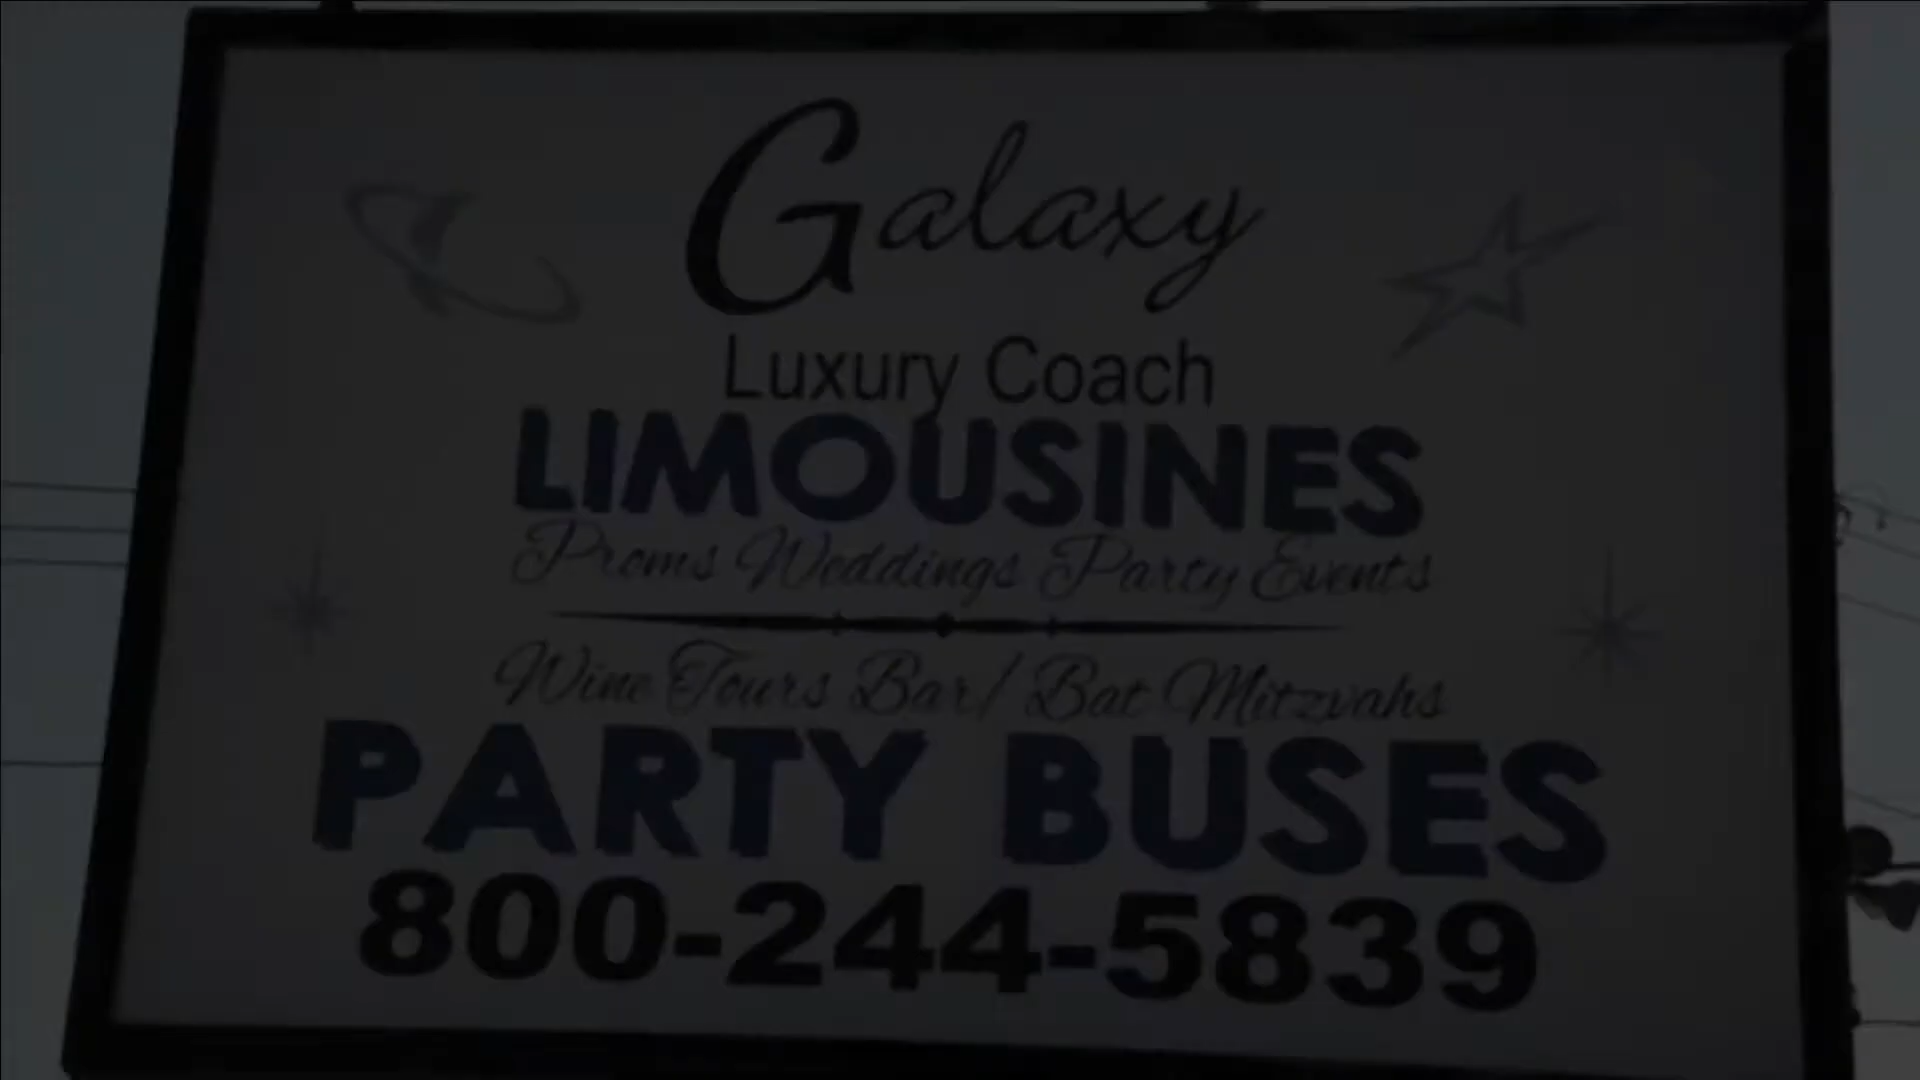 Galaxy
Luxury Coach
LIMOUSINES
Proms Weddings Party Events
Wine Tours Bar/ Bat Mitzvahs
PARTY BUSES
800-244-5839